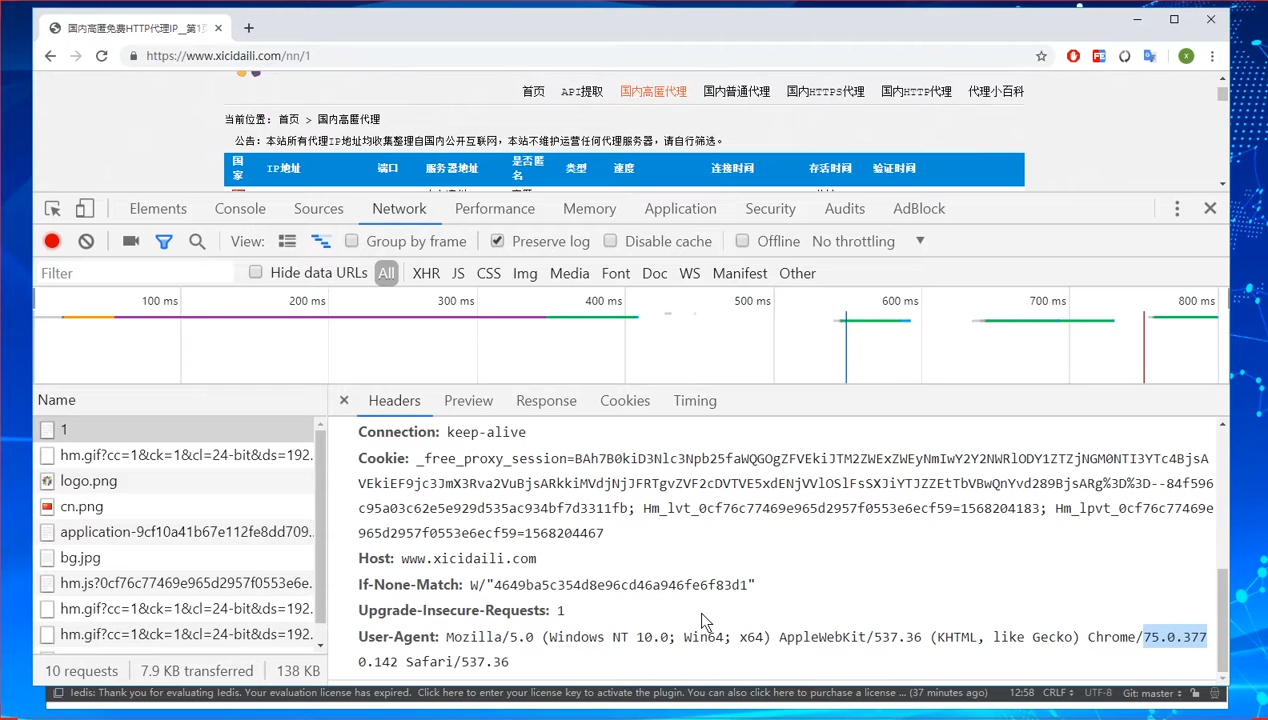 国内高匿免费HTTP代理IP__第1
https://www.xicidaili.com/nn/1
首页 API提取 国内高匿代理 国内普通代理 国内HTTPS代理 国内HTTP代理 代理小百科
当前位置: 首页 > 国内高匿代理
公告: 本站所有代理IP地址均收集整理自国内公开互联网,本站不维护运营任何代理服务器,请自行筛选。
国家 IP地址 端口 服务器地址 是否匿名 类型 速度 连接时间 存活时间 验证时间
Elements Console Sources Network Performance Memory Application Security Audits AdBlock
View: Group by frame Preserve log Disable cache Offline No throttling
Filter Hide data URLs All XHR JS CSS Img Media Font Doc WS Manifest Other
100 ms 200 ms 300 ms 400 ms 500 ms 600 ms 700 ms 800 ms
Name Headers Preview Response Cookies Timing
1
hm.gif?cc=1&ck=1&cl=24-bit&ds=192.
logo.png
cn.png
application-9cf10a41b67e112fe8dd709.
bg.jpg
hm.js?0cf76c77469e965d2957f0553e6e.
hm.gif?cc=1&ck=1&cl=24-bit&ds=192.
hm.gif?cc=1&ck=1&cl=24-bit&ds=192.
10 requests 7.9 KB transferred 138 KB
Connection: keep-alive
Cookie: _free_proxy_session=BAh7B0kiD3Nlc3Npb25faWQGOgZFVEkiJTM2ZWExZWEyNmIwY2Y2NWRlODY1ZTZjNGM0NTI3YTc4BjsA
VEkiEF9jc3JmX3Rva2VuBjsARkkiMVdjNjJFRTgvZVF2cDVTVE5xdENjVVlOSlFsSXJiYTJZZEtTbVBwQnYvd289BjsARg%3D%3D--84f596
c95a03c62e5e929d535ac934bf7d3311fb; Hm_lvt_0cf76c77469e965d2957f0553e6ecf59=1568204183; Hm_lpvt_0cf76c77469e
965d2957f0553e6ecf59=1568204467
Host: www.xicidaili.com
If-None-Match: W/"4649ba5c354d8e96cd46a946fe6f83d1"
Upgrade-Insecure-Requests: 1
User-Agent: Mozilla/5.0 (Windows NT 10.0; Win64; x64) AppleWebKit/537.36 (KHTML, like Gecko) Chrome/75.0.377
0.142 Safari/537.36
Iedis: Thank you for evaluating Iedis. Your evaluation license has expired. Click here to enter your license key to activate the plugin. You can also click here to purchase a license ... (37 minutes ago) 12:58 CRLF UTF-8 Git: master